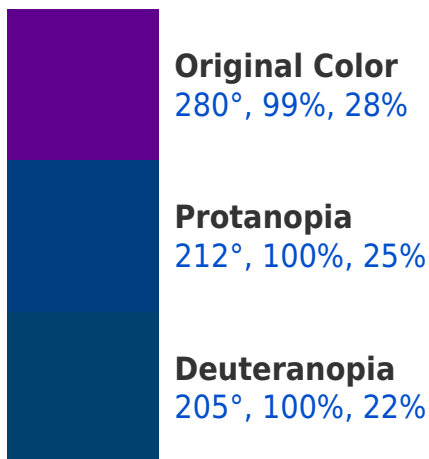 Original Color
280°, 99%, 28%
Protanopia
212°, 100%, 25%
Deuteranopia
205°, 100%, 22%